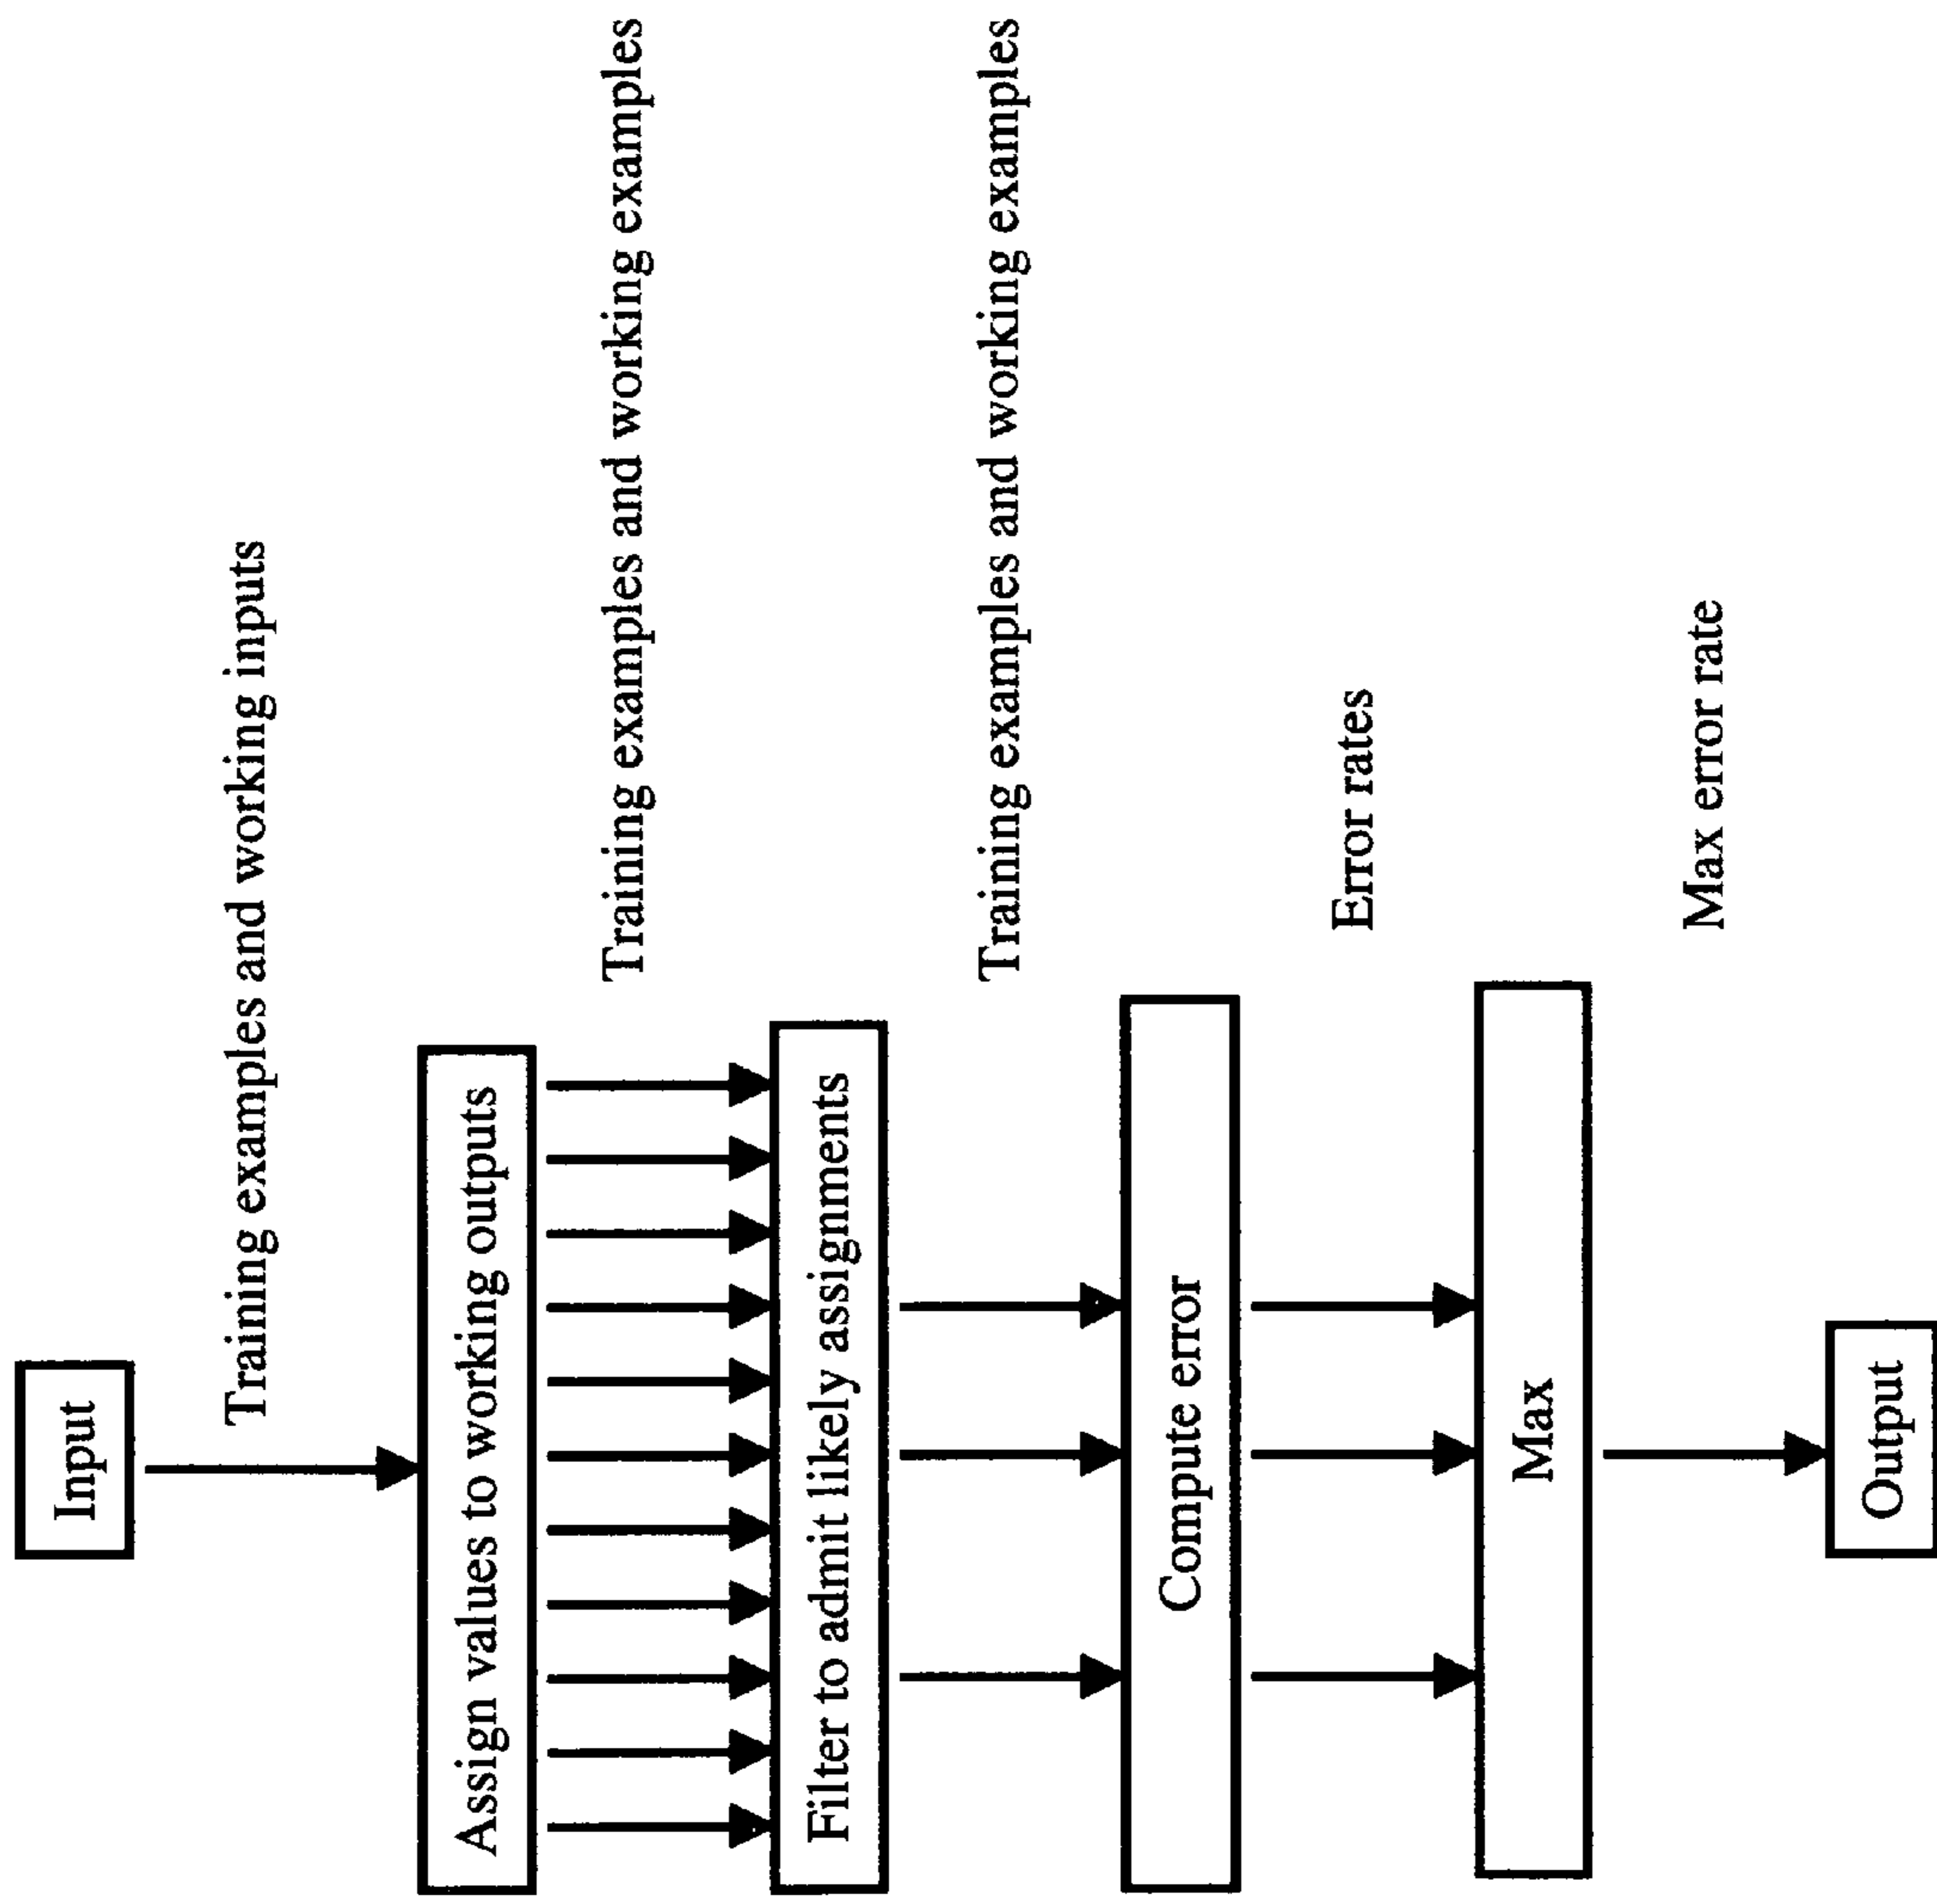 Input
Training examples and working inputs
Assign values to working outputs
Training examples and working examples
Filter to admit likely assignments
Training examples and working examples
Compute error
Error rates
Max
Max error rate
Output